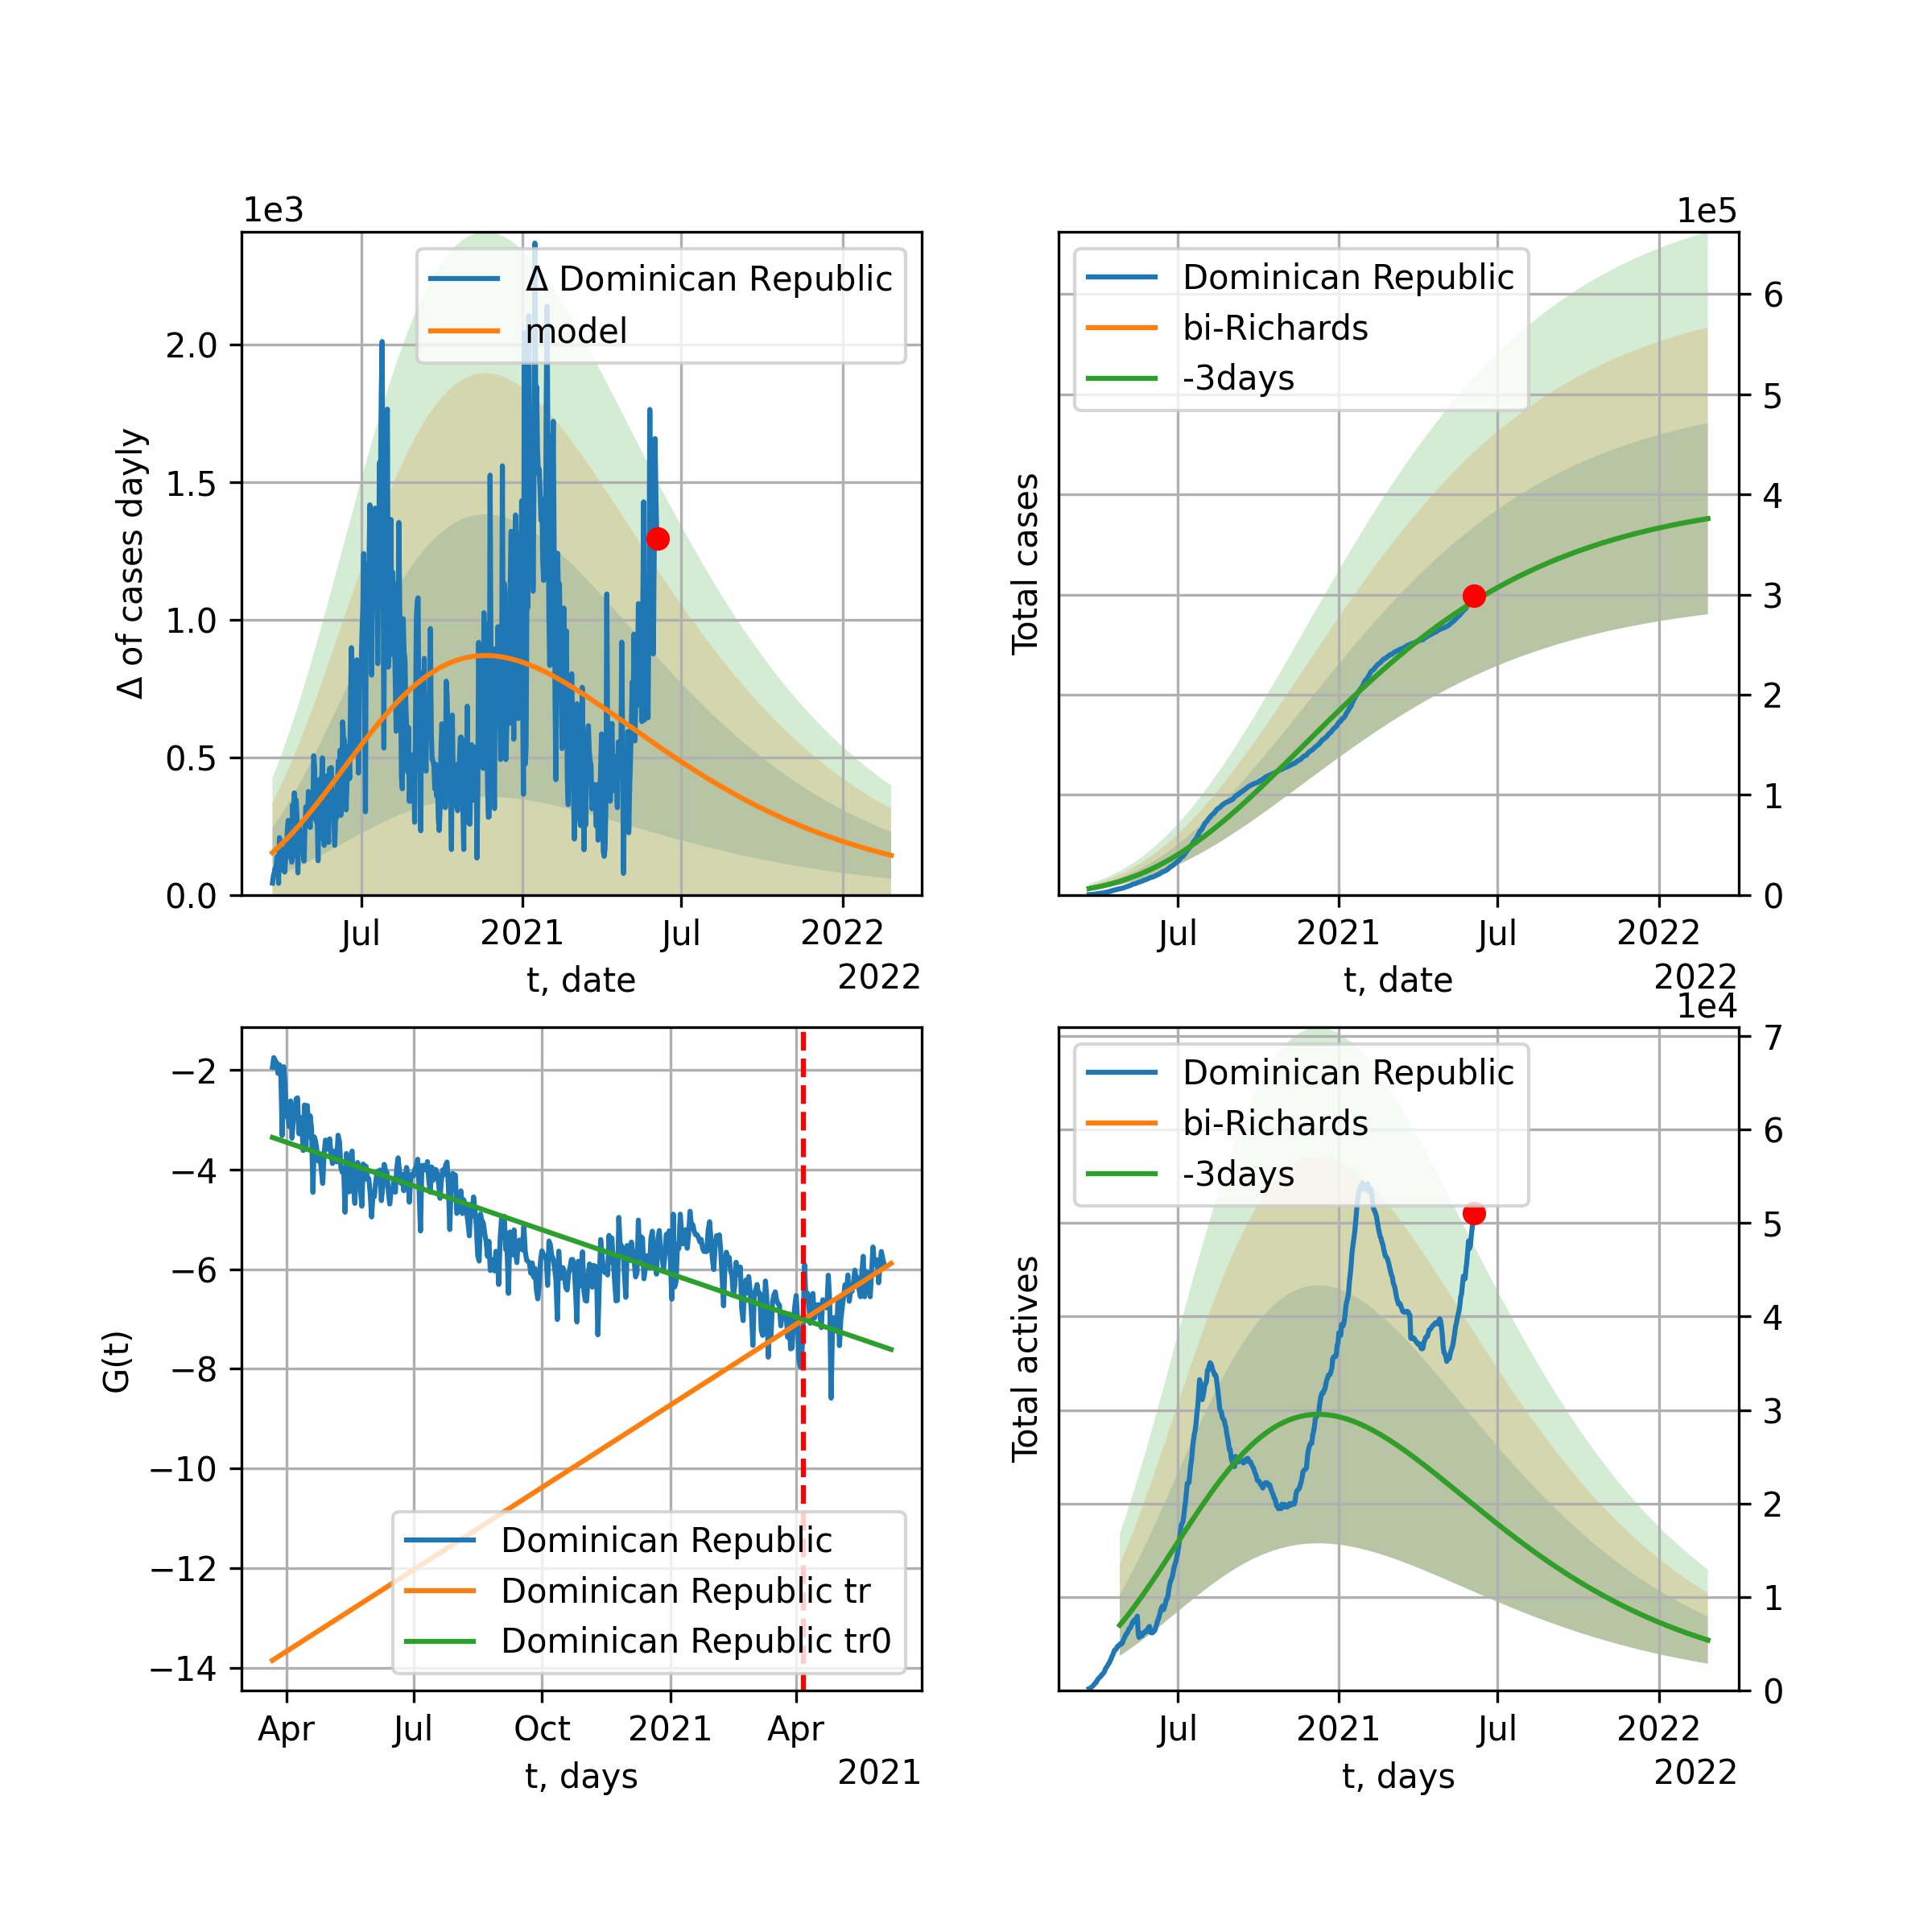 1e3
Δ Dominican Republic
model
Δ of cases dayly
2.0
1.5
1.0
0.5
0.0
Jul
2021
Jul
2022
t, date
2022
1e5
Dominican Republic
bi-Richards
-3days
Total cases
6
5
4
3
2
1
0
Jul
2021
Jul
2022
t, date
2022
G(t)
−2
−4
−6
−8
−10
−12
−14
Dominican Republic
Dominican Republic tr
Dominican Republic tr0
Apr
Jul
Oct
2021
Apr
t, days
2021
1e4
Dominican Republic
bi-Richards
-3days
Total actives
7
6
5
4
3
2
1
0
Jul
2021
Jul
2022
t, days
2022